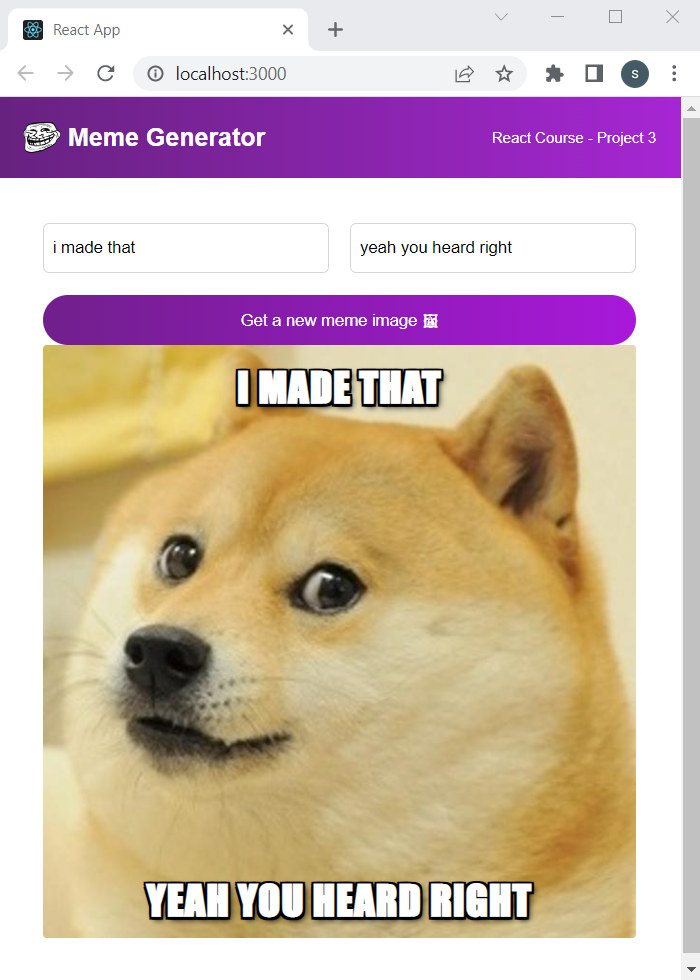 React App
localhost:3000
S
Meme Generator
React Course - Project 3
i made that
yeah you heard right
Get a new meme image 🖼
I MADE THAT
YEAH YOU HEARD RIGHT